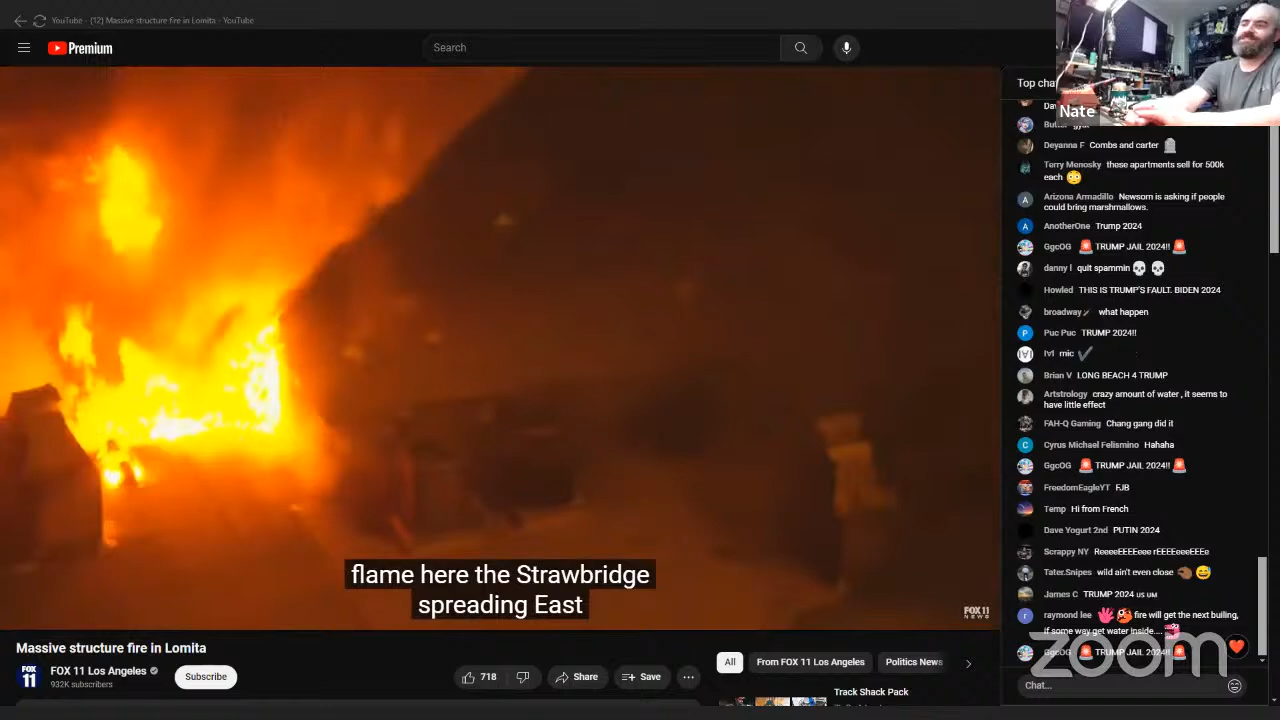 YouTube - (12) Massive structure fire in Lomita - YouTube
Premium
Search
Top chat
Nate
Deyanna F Combs and carter
Terry Menosky these apartments sell for 500k
each
Arizona Armadillo Newsom is asking if people
could bring marshmallows.
AnotherOne Trump 2024
GgcOG TRUMP JAIL 2024!!
danny l quit spammin
Howled THIS IS TRUMP'S FAULT. BIDEN 2024
broadway what happen
Puc Puc TRUMP 2024!!
mic
Brian V LONG BEACH 4 TRUMP
Artstrology crazy amount of water , it seems to
have little effect
FAH-Q Gaming Chang gang did it
Cyrus Michael Felismino Hahaha
GgcOG TRUMP JAIL 2024!!
FreedomEagleYT FJB
Temp Hi from French
Dave Yogurt 2nd PUTIN 2024
Scrappy NY ReeeeEEEEeee rEEEEeeeEEEe
Tater.Snipes wild ain't even close
James C TRUMP 2024 US UM
raymond lee fire will get the next builing,
if some way get water inside....
GgcOG TRUMP JAIL 2024!!
zoom
Chat...
flame here the Strawbridge
spreading East
FOX 11
NEWS
Massive structure fire in Lomita
FOX
11
FOX 11 Los Angeles
932K subscribers
Subscribe
718
Share
Save
All
From FOX 11 Los Angeles
Politics News
Track Shack Pack